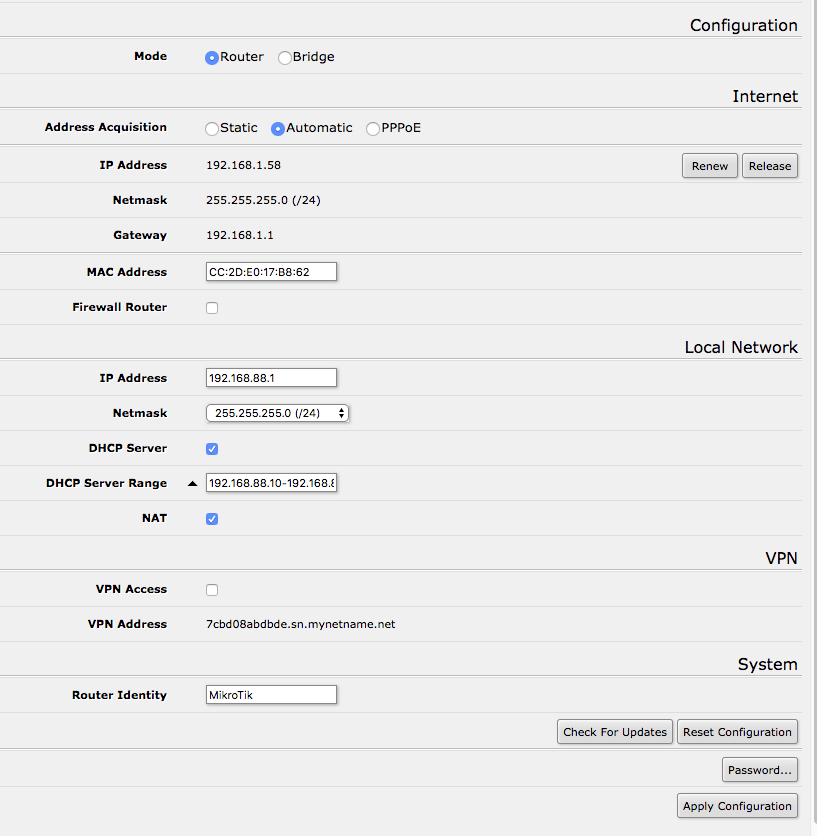 Configuration
Mode Router Bridge
Internet
Address Acquisition Static Automatic PPPoE
IP Address 192.168.1.58 Renew Release
Netmask 255.255.255.0 (/24)
Gateway 192.168.1.1
MAC Address CC:2D:E0:17:B8:62
Firewall Router
Local Network
IP Address 192.168.88.1
Netmask 255.255.255.0 (/24)
DHCP Server
DHCP Server Range 192.168.88.10-192.168.8
NAT
VPN
VPN Access
VPN Address 7cbd08abdbde.sn.mynetname.net
System
Router Identity MikroTik
Check For Updates Reset Configuration
Password...
Apply Configuration